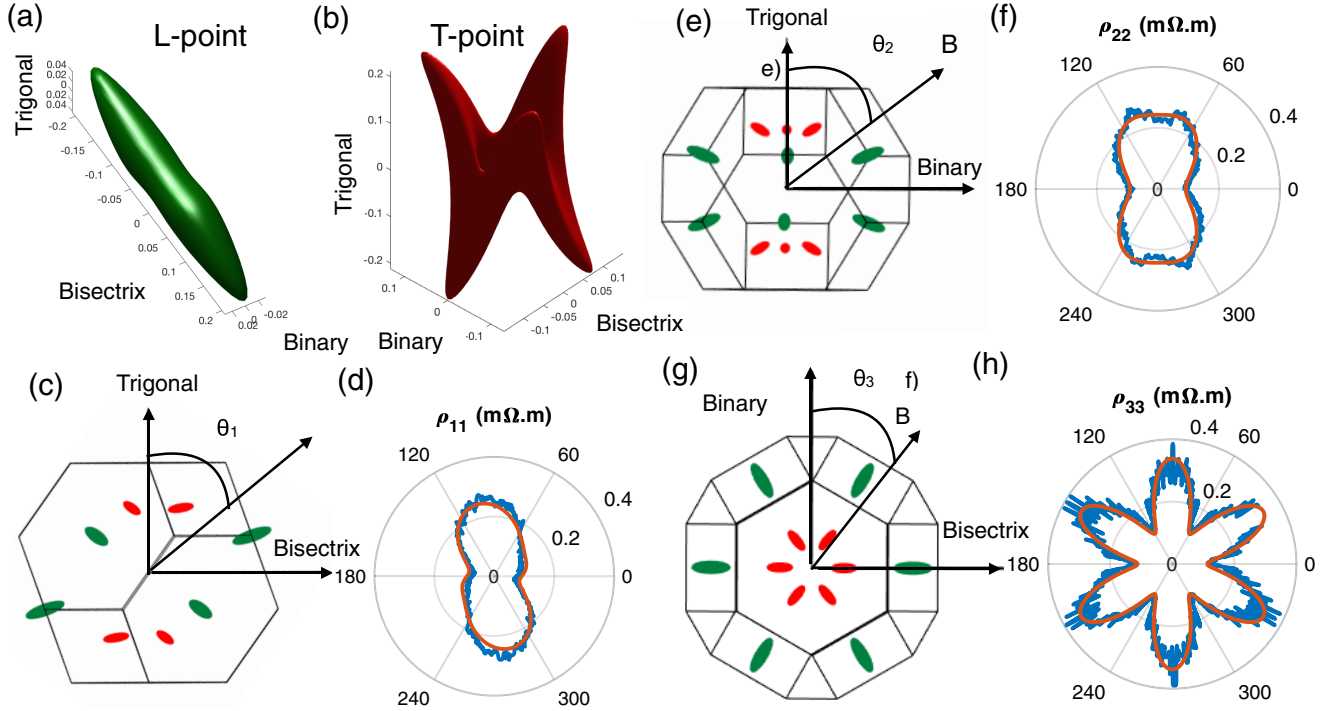 (a)
L-point
Trigonal
0.04
0.02
0
0.02
0.04
-0.2
-0.15
-0.1
-0.05
0
0.05
0.1
0.15
0.2
0.02
0
-0.02
Bisectrix
Binary
(b)
T-point
Trigonal
0.2
0.1
0
-0.1
-0.2
0.1
0
-0.1
-0.1
-0.05
0
0.05
0.1
Binary
Bisectrix
(c)
Trigonal
θ1
Bisectrix
(d)
ρ11 (mΩ.m)
120
60
0.4
0.2
180
0
0
240
300
(e)
Trigonal
θ2
B
e)
Binary
(f)
ρ22 (mΩ.m)
120
60
0.4
0.2
180
0
0
240
300
(g)
θ3
f)
Binary
B
Bisectrix
(h)
ρ33 (mΩ.m)
120
0.4
60
0.2
180
0
0
240
300